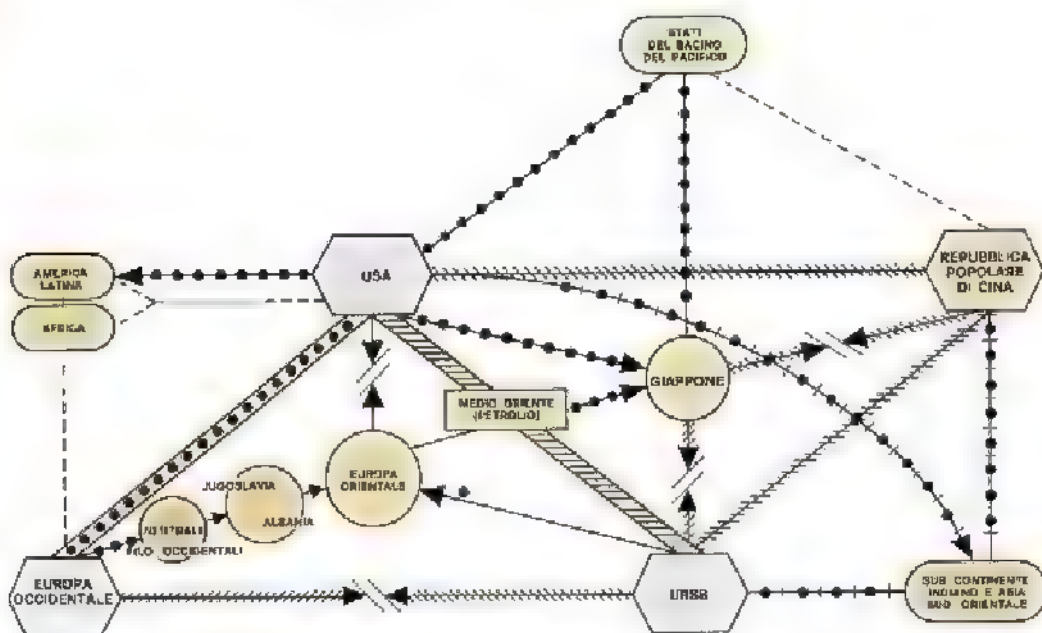 STATI
DEL BACINO
DEL PACIFICO
AMERICA
LATINA
AFRICA
USA
REPUBBLICA
POPOLARE
DI CINA
GIAPPONE
MEDIO ORIENTE
(PETROLIO)
EUROPA
ORIENTALE
JUGOSLAVIA
ALBANIA
NEUTRALI
FILO OCCIDENTALI
EUROPA
OCCIDENTALE
URSS
SUB CONTINENTE
INDIANO E ASIA
SUD ORIENTALE